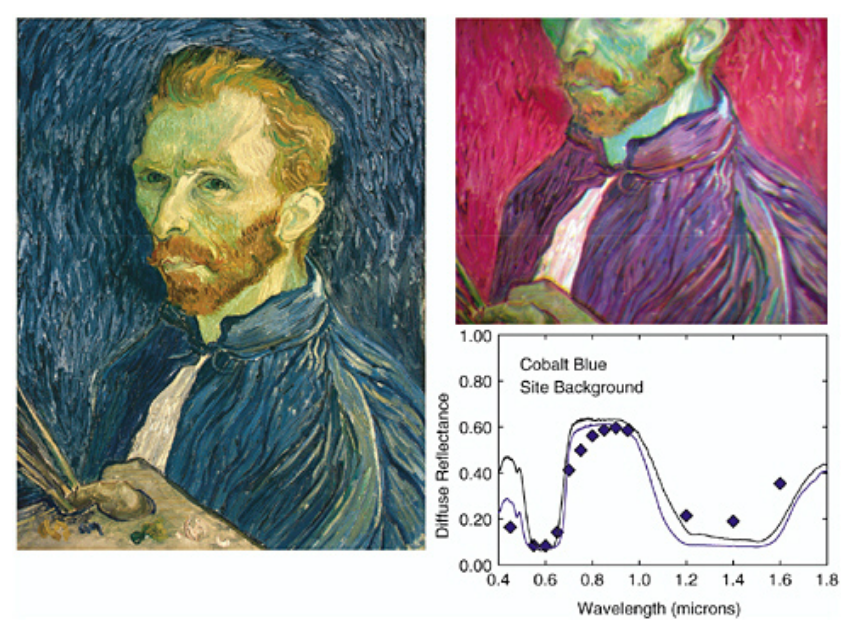 1.00
Cobalt Blue
0.80
Site Background
0.60
0.40
0.20
0.00
0.4 0.6 0.8 1.0 1.2 1.4 1.6 1.8
Diffuse Reflectance
Wavelength (microns)